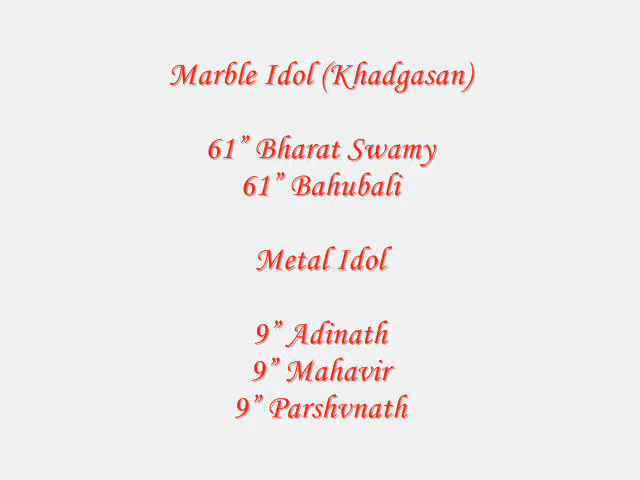 Marble Idol (Khadgasan)
61” Bharat Swamy
61” Bahubali
Metal Idol
9” Adinath
9” Mahavir
9” Parshvnath